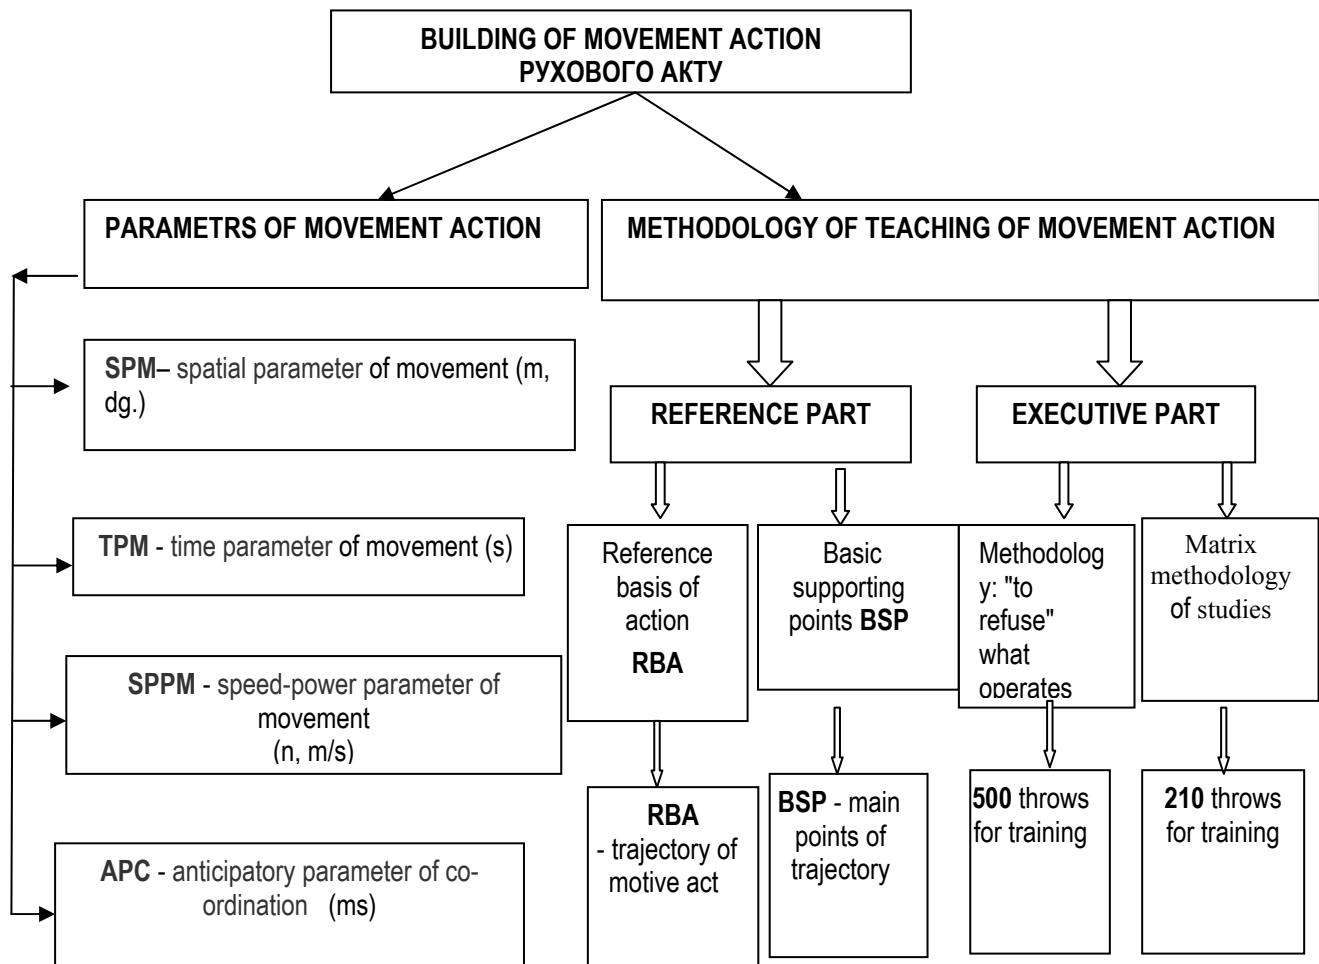 BUILDING OF MOVEMENT ACTION
РУХОВОГО АКТУ
PARAMETRS OF MOVEMENT ACTION
METHODOLOGY OF TEACHING OF MOVEMENT ACTION
SPM– spatial parameter of movement (m,
dg.)
TPM - time parameter of movement (s)
SPPM - speed-power parameter of
movement
(n, m/s)
APC - anticipatory parameter of co-
ordination (ms)
REFERENCE PART
EXECUTIVE PART
Reference
basis of
action
RBA
Basic
supporting
points BSP
Methodolog
y: "to
refuse"
what
operates
Matrix
methodology
of studies
RBA
- trajectory of
motive act
BSP - main
points of
trajectory
500 throws
for training
210 throws
for training